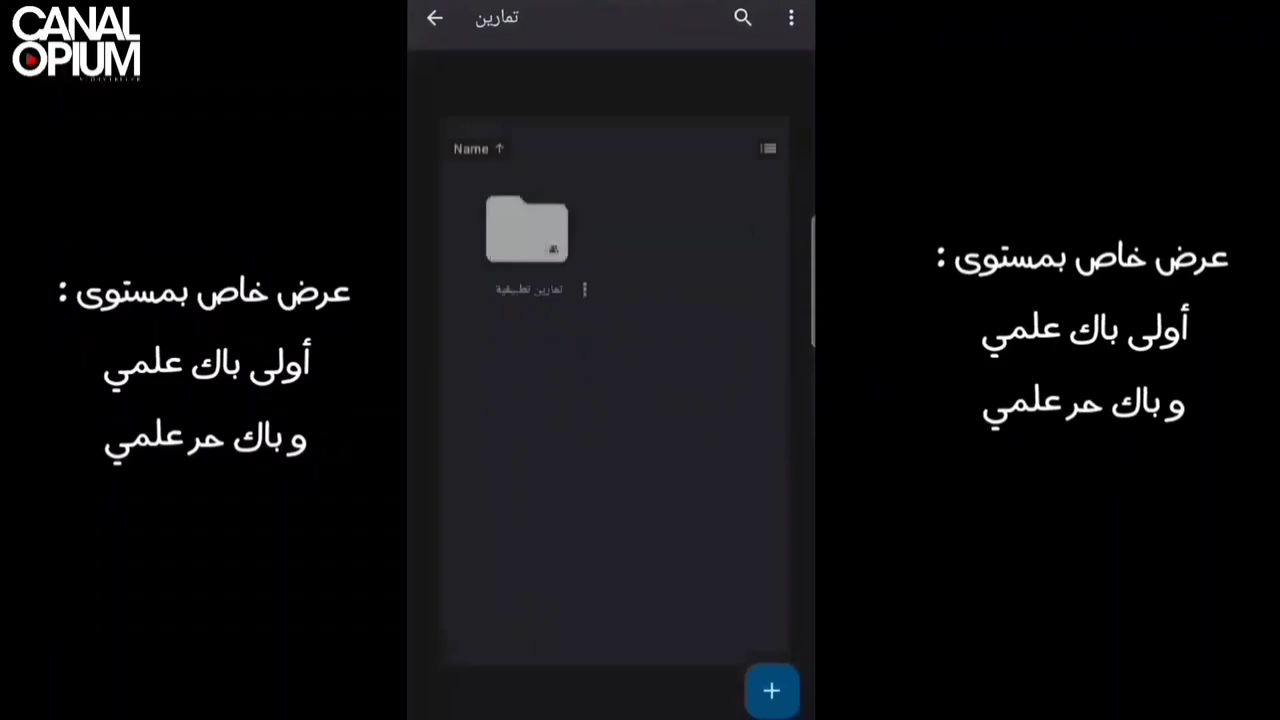 CANAL
OPIUM
تمارين
Name ↑
تمارين تطبيقية
عرض خاص بمستوى :
أولى باك علمي
و باك حر علمي
عرض خاص بمستوى :
أولى باك علمي
و باك حر علمي